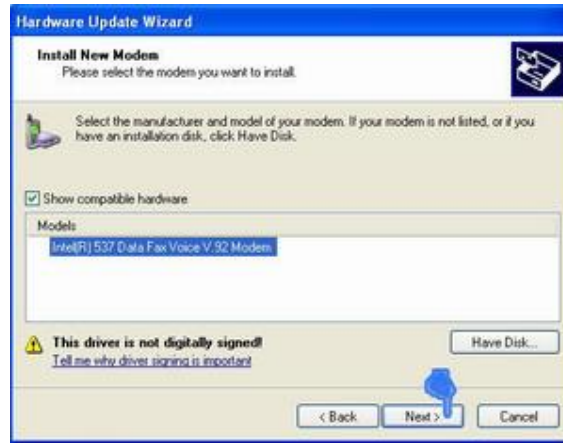 Hardware Update Wizard
Install New Modem
Please select the modem you want to install.
Select the manufacturer and model of your modem. If your modem is not listed, or if you
have an installation disk, click Have Disk.
Show compatible hardware
Models
Intel(R) 537 Data Fax Voice V.92 Modem
This driver is not digitally signed!
Tell me why driver signing is important
Have Disk...
< Back
Next >
Cancel